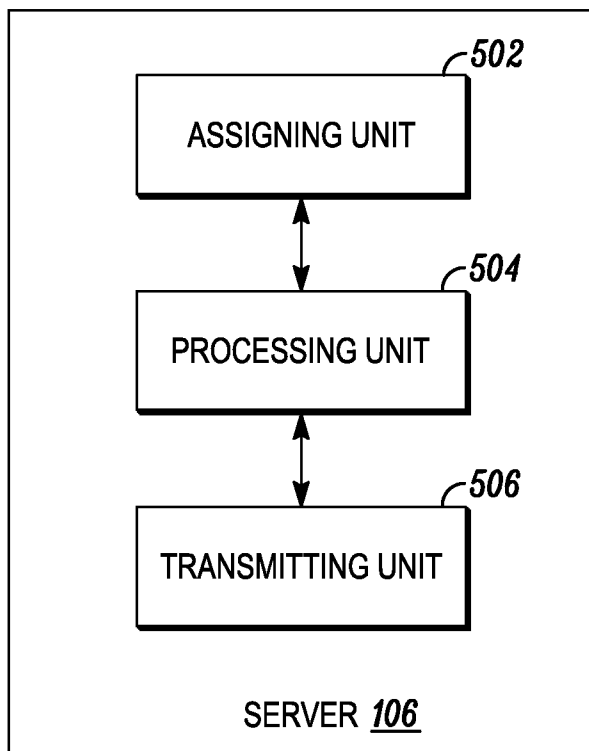 502
ASSIGNING UNIT
504
PROCESSING UNIT
506
TRANSMITTING UNIT
SERVER 106